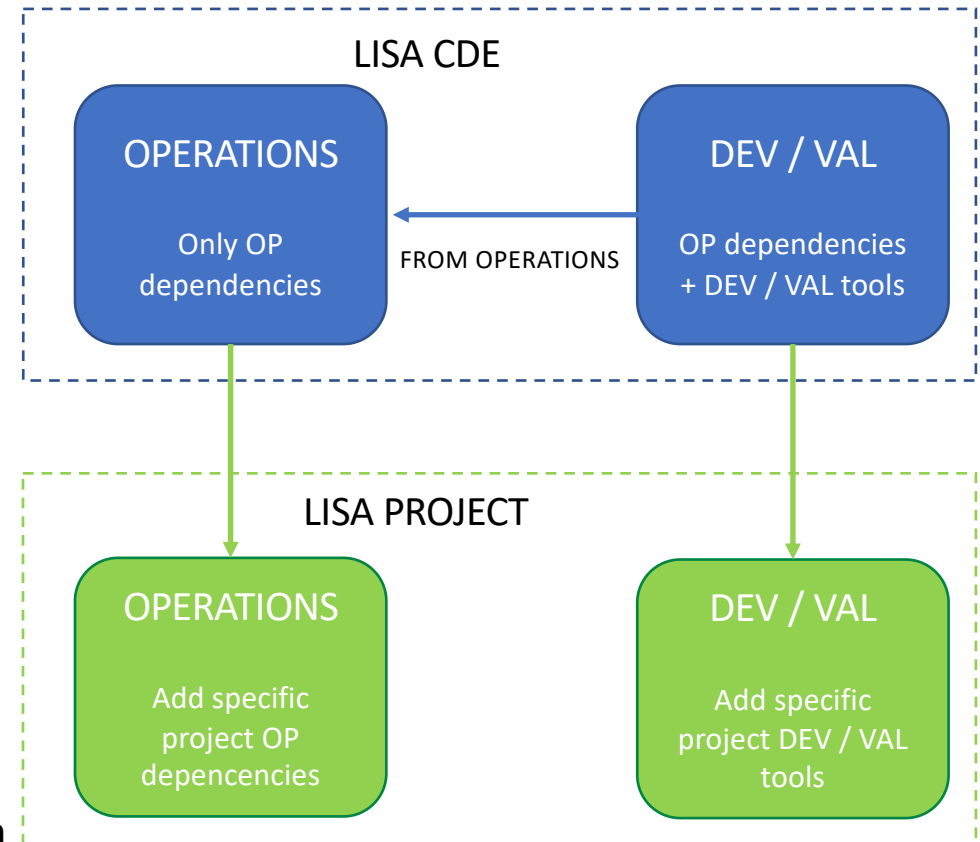 LISA CDE
OPERATIONS
Only OP
dependencies
FROM OPERATIONS
DEV / VAL
OP dependencies
+ DEV / VAL tools
LISA PROJECT
OPERATIONS
Add specific
project OP
depencencies
DEV / VAL
Add specific
project DEV / VAL
tools